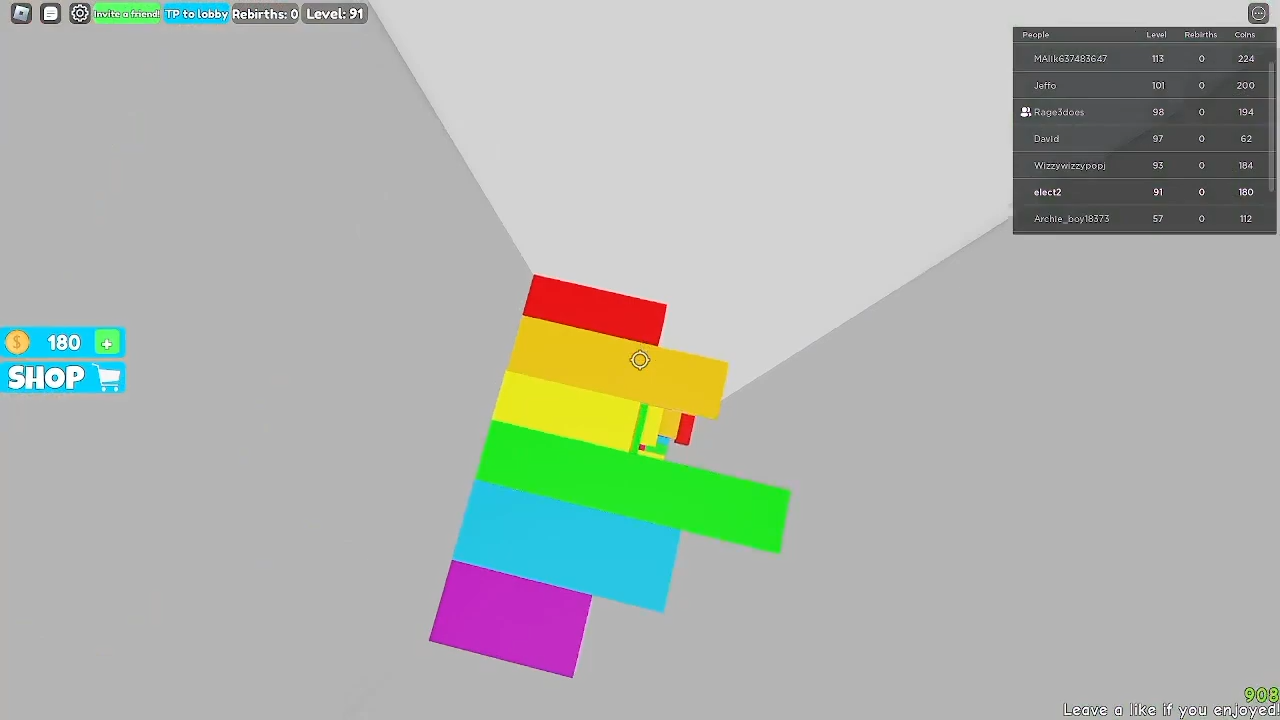 Invite a friend! TP to lobby Rebirths: 0 Level: 91
People Level Rebirths Coins
MAlik637483647 113 0 224
Jeffo 101 0 200
Rage3does 98 0 194
David 97 0 62
Wizzywizzypopj 93 0 184
elect2 91 0 180
Archie_boy18373 57 0 112
$ 180 +
SHOP
908
Leave a like if you enjoyed!